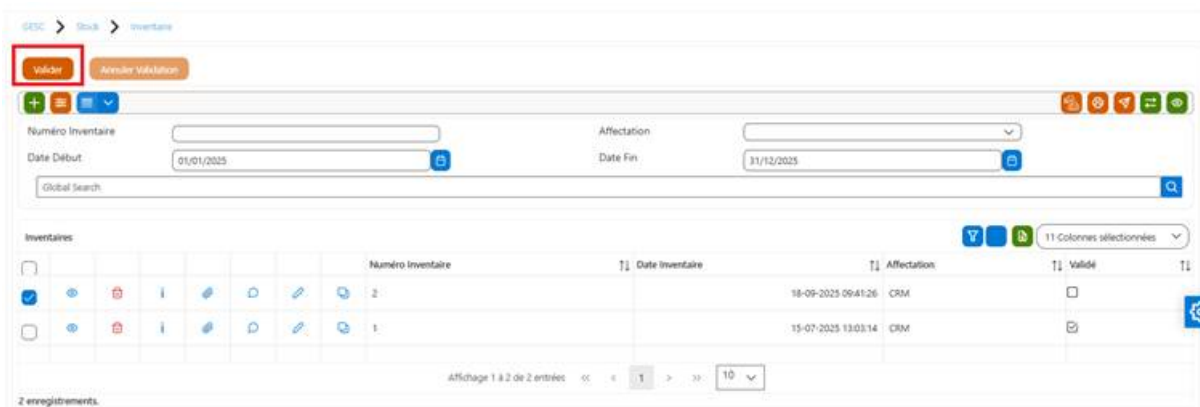 GESC > Stock > Inventaire
Valider Annuler Validation
Numéro Inventaire Affectation
Date Début 01/01/2025 Date Fin 31/12/2025
Global Search
Inventaires 11 Colonnes sélectionnées
Numéro Inventaire Date Inventaire Affectation Validé
2 18-09-2025 09:41:26 CRM
1 15-07-2025 13:03:14 CRM
Affichage 1 à 2 de 2 entrées << < 1 > >> 10
2 enregistrements.